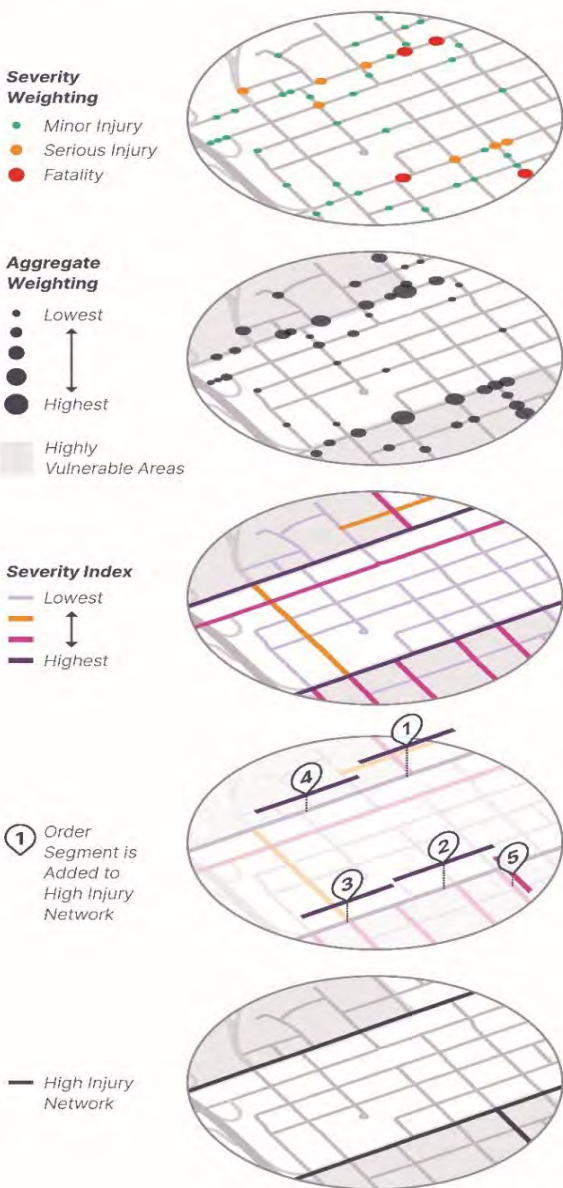 Severity
Weighting
Minor Injury
Serious Injury
Fatality
Aggregate
Weighting
Lowest
Highest
Highly
Vulnerable Areas
Severity Index
Lowest
Highest
1
4
2
3
5
1 Order
Segment is
Added to
High Injury
Network
High Injury
Network